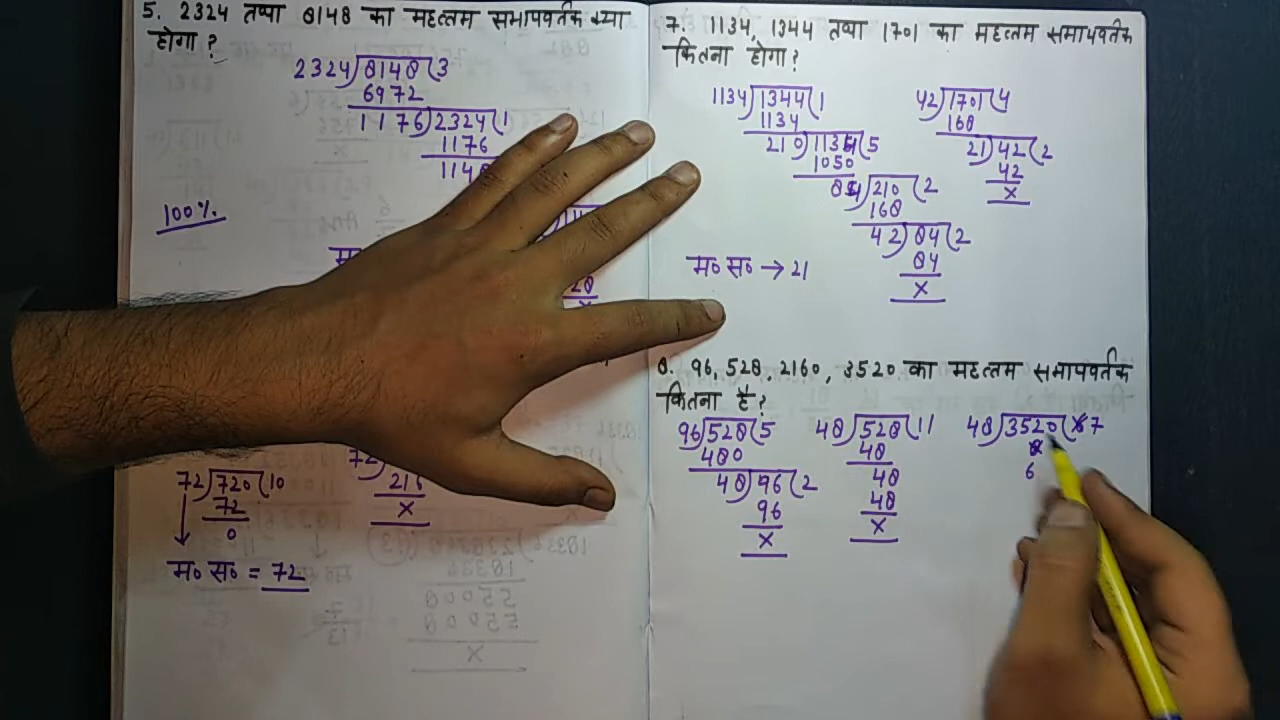 5. 2324 तथा 8148 का महत्तम समापवर्तक क्या
होगा?
2324)8148(3
6972
1176)2324(1
1176
100%
72)720(10
72
0
216
x
म० स० = 72
7. 1134, 1344 तथा 1701 का महत्तम समापवर्तक
कितना होगा?
1134)1344(1
1134
210)1134(5
1050
84)210(2
168
42)84(2
84
x
42)1701(4
168
21)42(2
42
x
म० स० → 21
8. 96, 528, 2160, 3520 का महत्तम समापवर्तक
कितना है?
96)528(5
480
48)96(2
96
x
48)528(11
48
48
48
x
48)3520(7
6